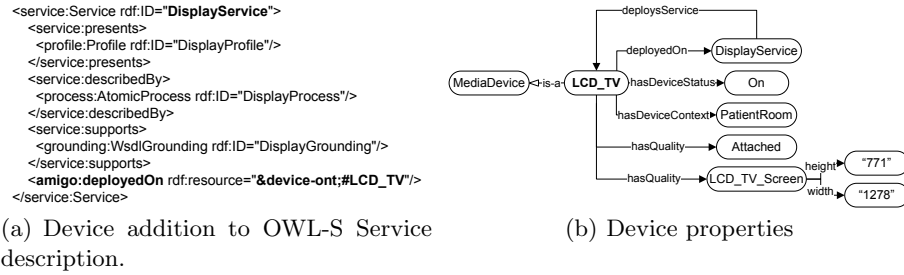 <service:Service rdf:ID="DisplayService">
<service:presents>
<profile:Profile rdf:ID="DisplayProfile"/>
</service:presents>
<service:describedBy>
<process:AtomicProcess rdf:ID="DisplayProcess"/>
</service:describedBy>
<service:supports>
<grounding:WsdlGrounding rdf:ID="DisplayGrounding"/>
</service:supports>
<amigo:deployedOn rdf:resource="&device-ont;#LCD_TV"/>
</service:Service>
(a) Device addition to OWL-S Service
description.
deploysService
deployedOn
DisplayService
MediaDevice
is-a
LCD_TV
hasDeviceStatus
On
hasDeviceContext
PatientRoom
hasQuality
Attached
hasQuality
LCD_TV_Screen
height
"771"
width
"1278"
(b) Device properties